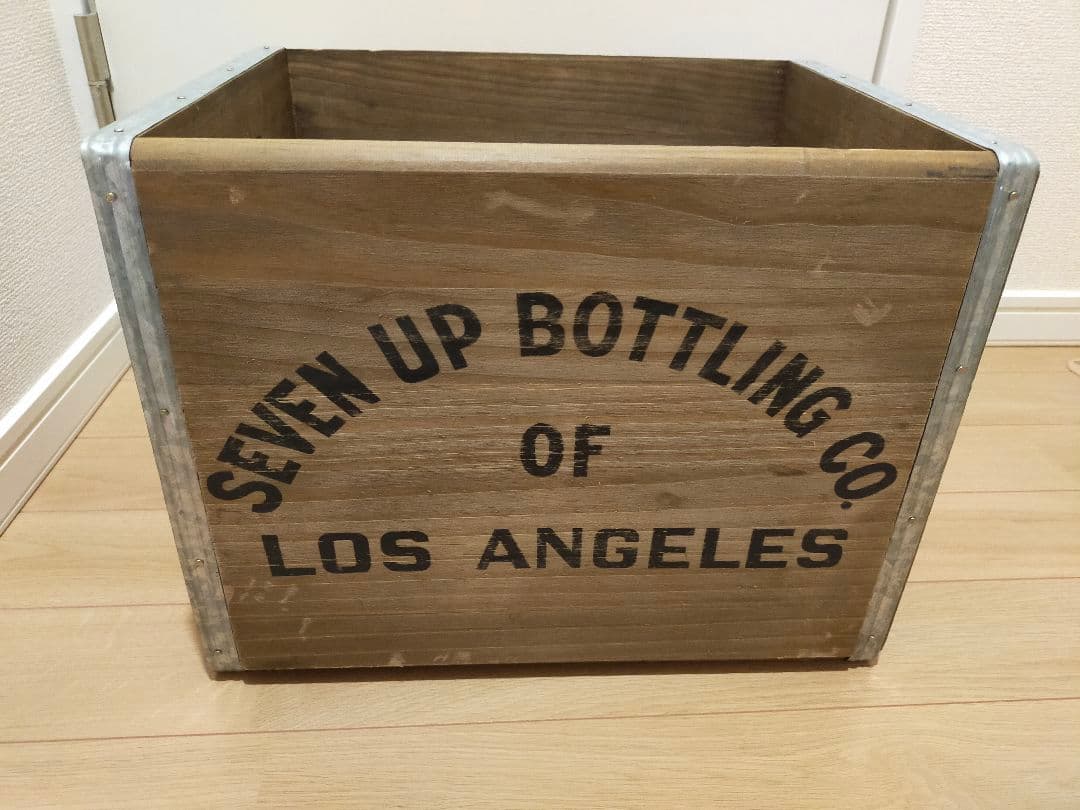 SEVEN UP BOTTLING CO.
OF
LOS ANGELES